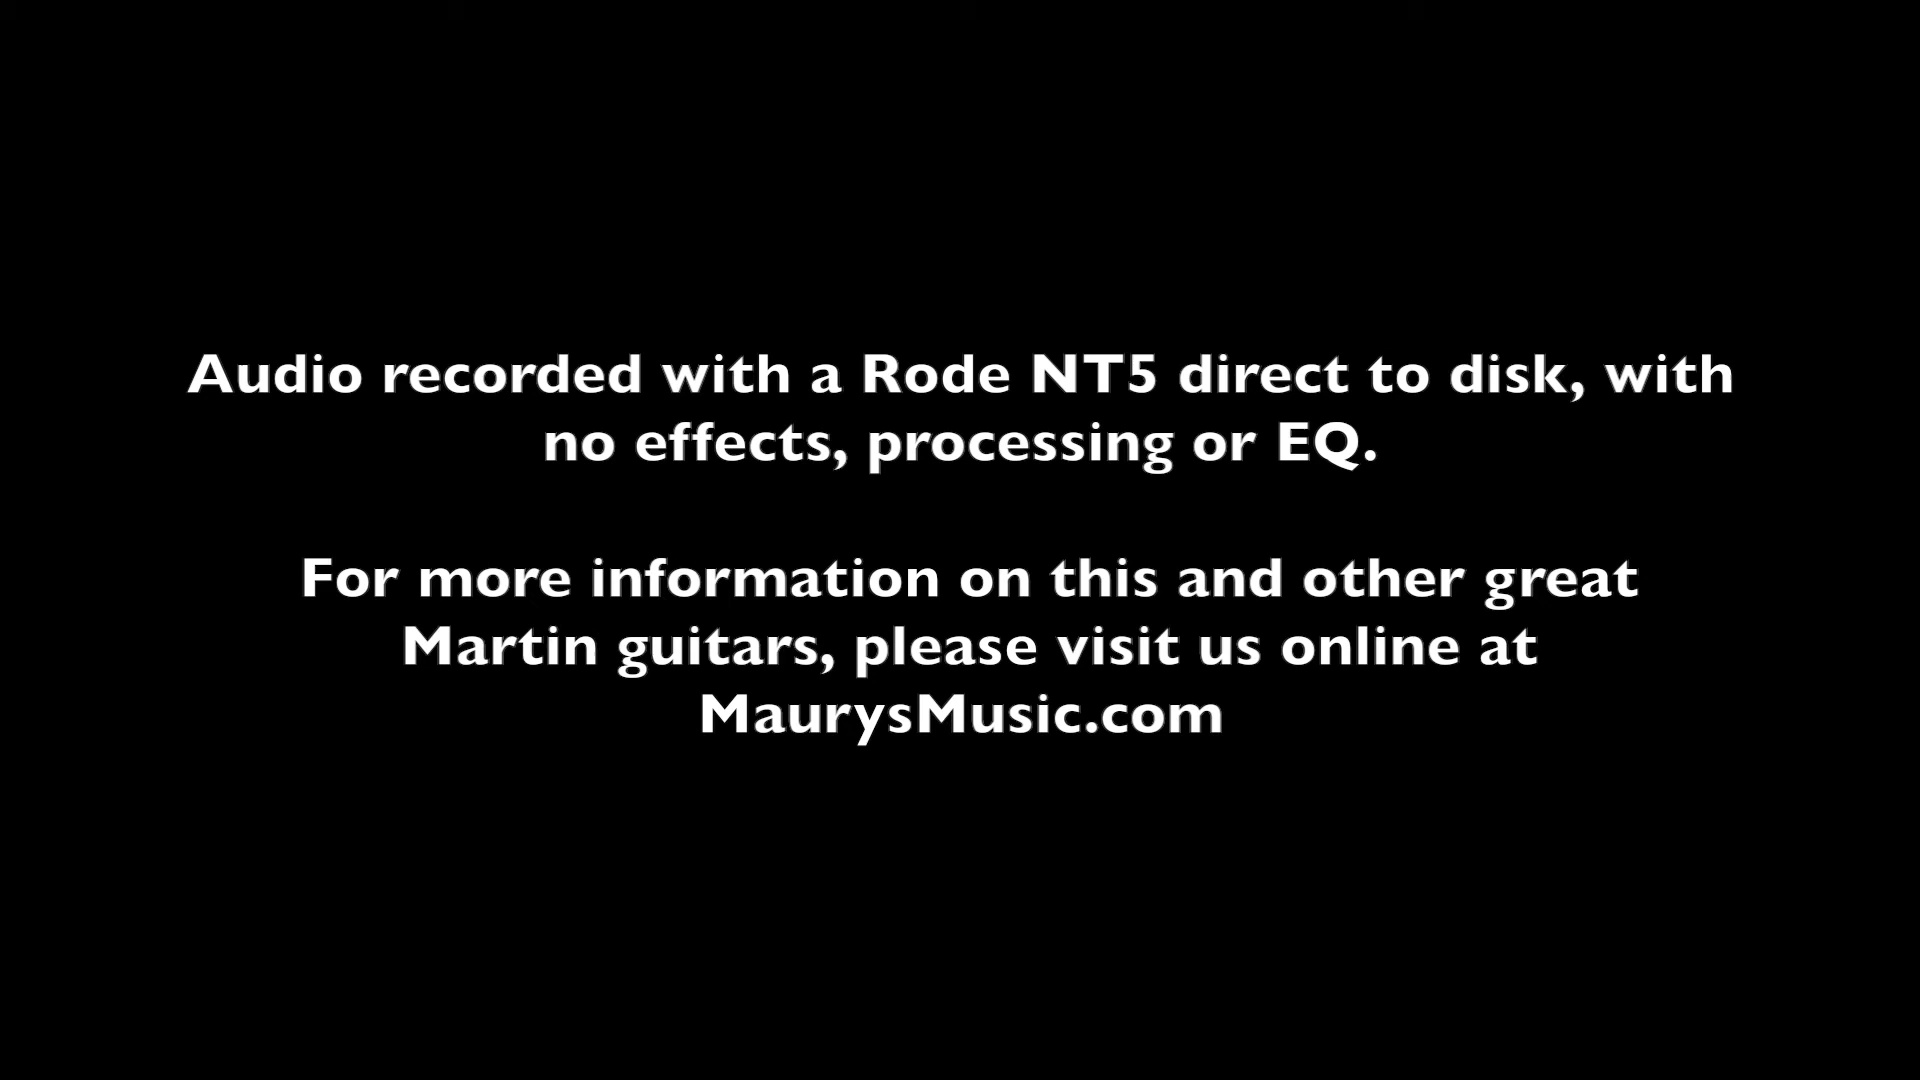 Audio recorded with a Rode NT5 direct to disk, with
no effects, processing or EQ.
For more information on this and other great
Martin guitars, please visit us online at
MaurysMusic.com